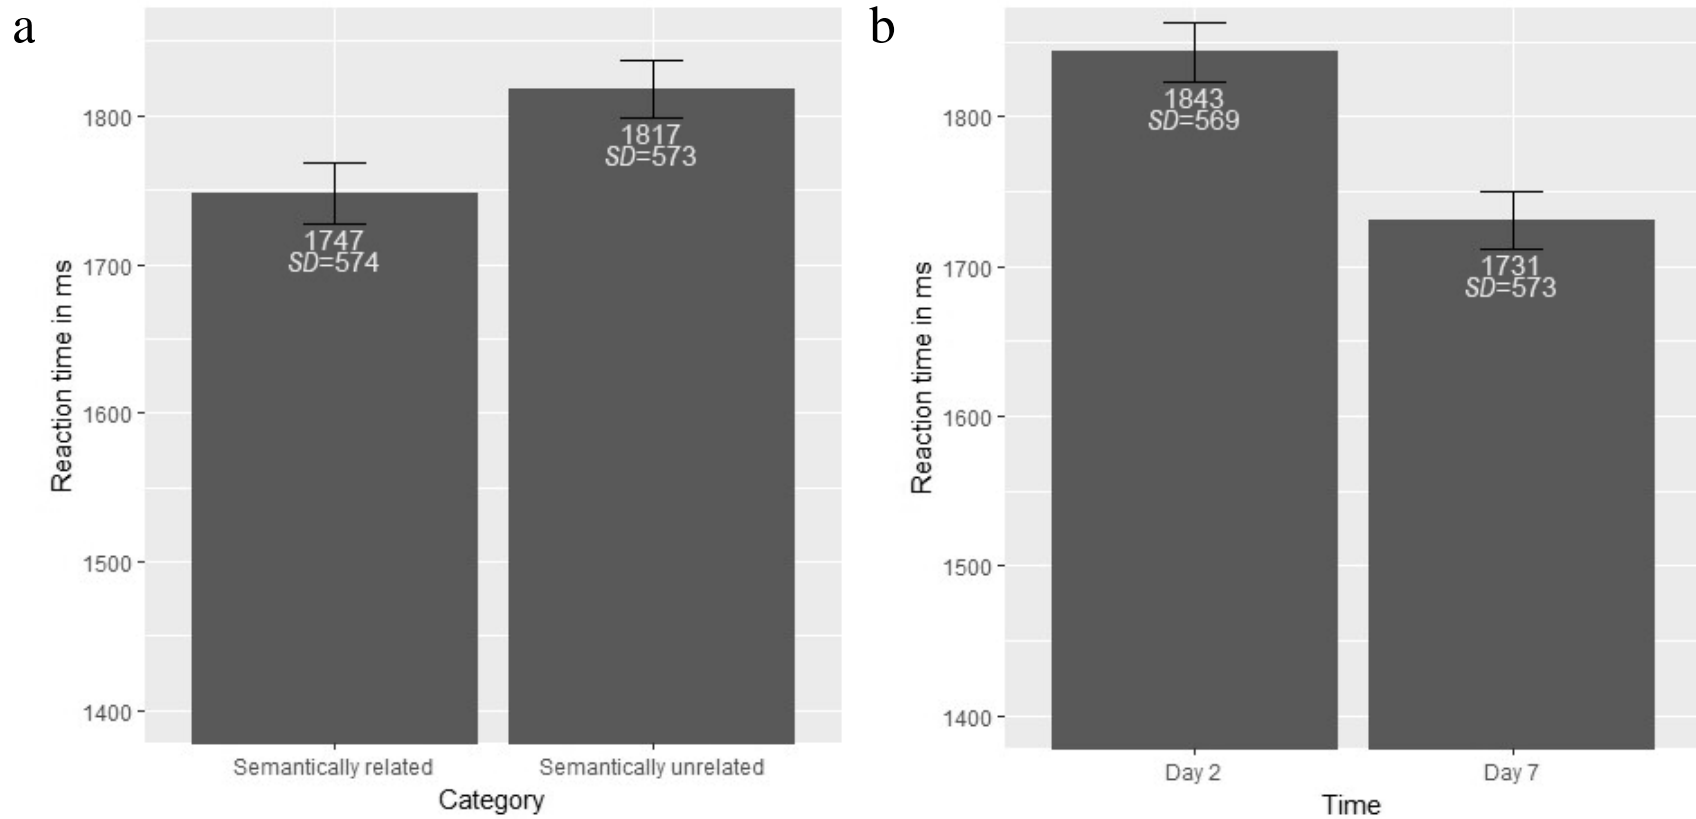 a
Reaction time in ms
1800
1700
1600
1500
1400
1747
SD=574
1817
SD=573
Semantically related
Semantically unrelated
Category
b
Reaction time in ms
1800
1700
1600
1500
1400
1843
SD=569
1731
SD=573
Day 2
Day 7
Time